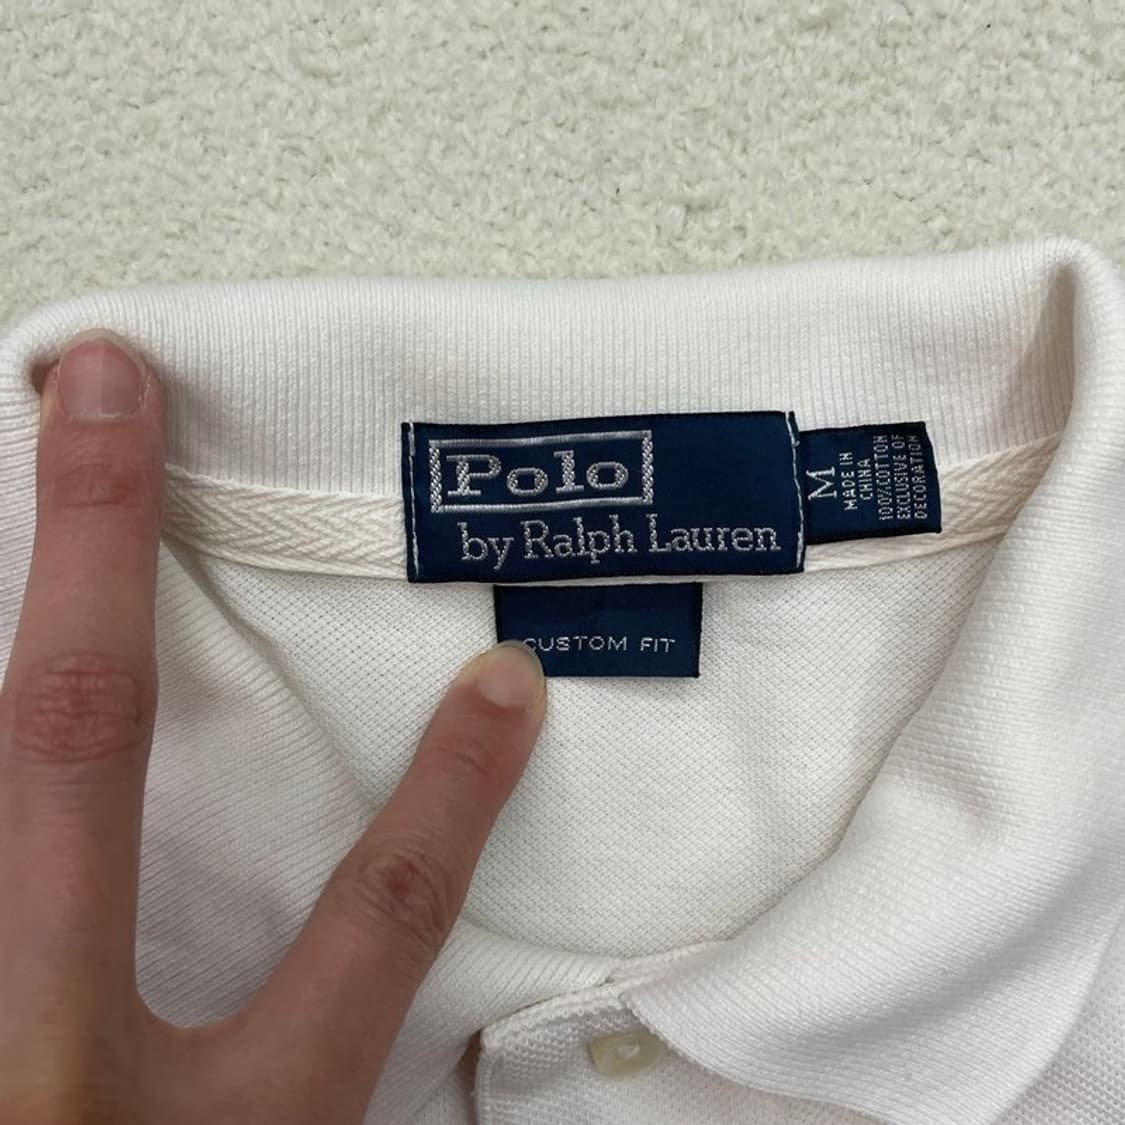 Polo
by Ralph Lauren
M
MADE IN
CHINA
100%COTTON
EXCLUSIVE OF
DECORATION
CUSTOM FIT